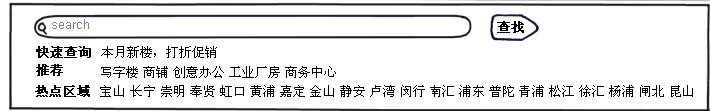 search 查找
快速查询 本月新楼，打折促销
推荐 写字楼 商铺 创意办公 工业厂房 商务中心
热点区域 宝山 长宁 崇明 奉贤 虹口 黄浦 嘉定 金山 静安 卢湾 闵行 南汇 浦东 普陀 青浦 松江 徐汇 杨浦 闸北 昆山